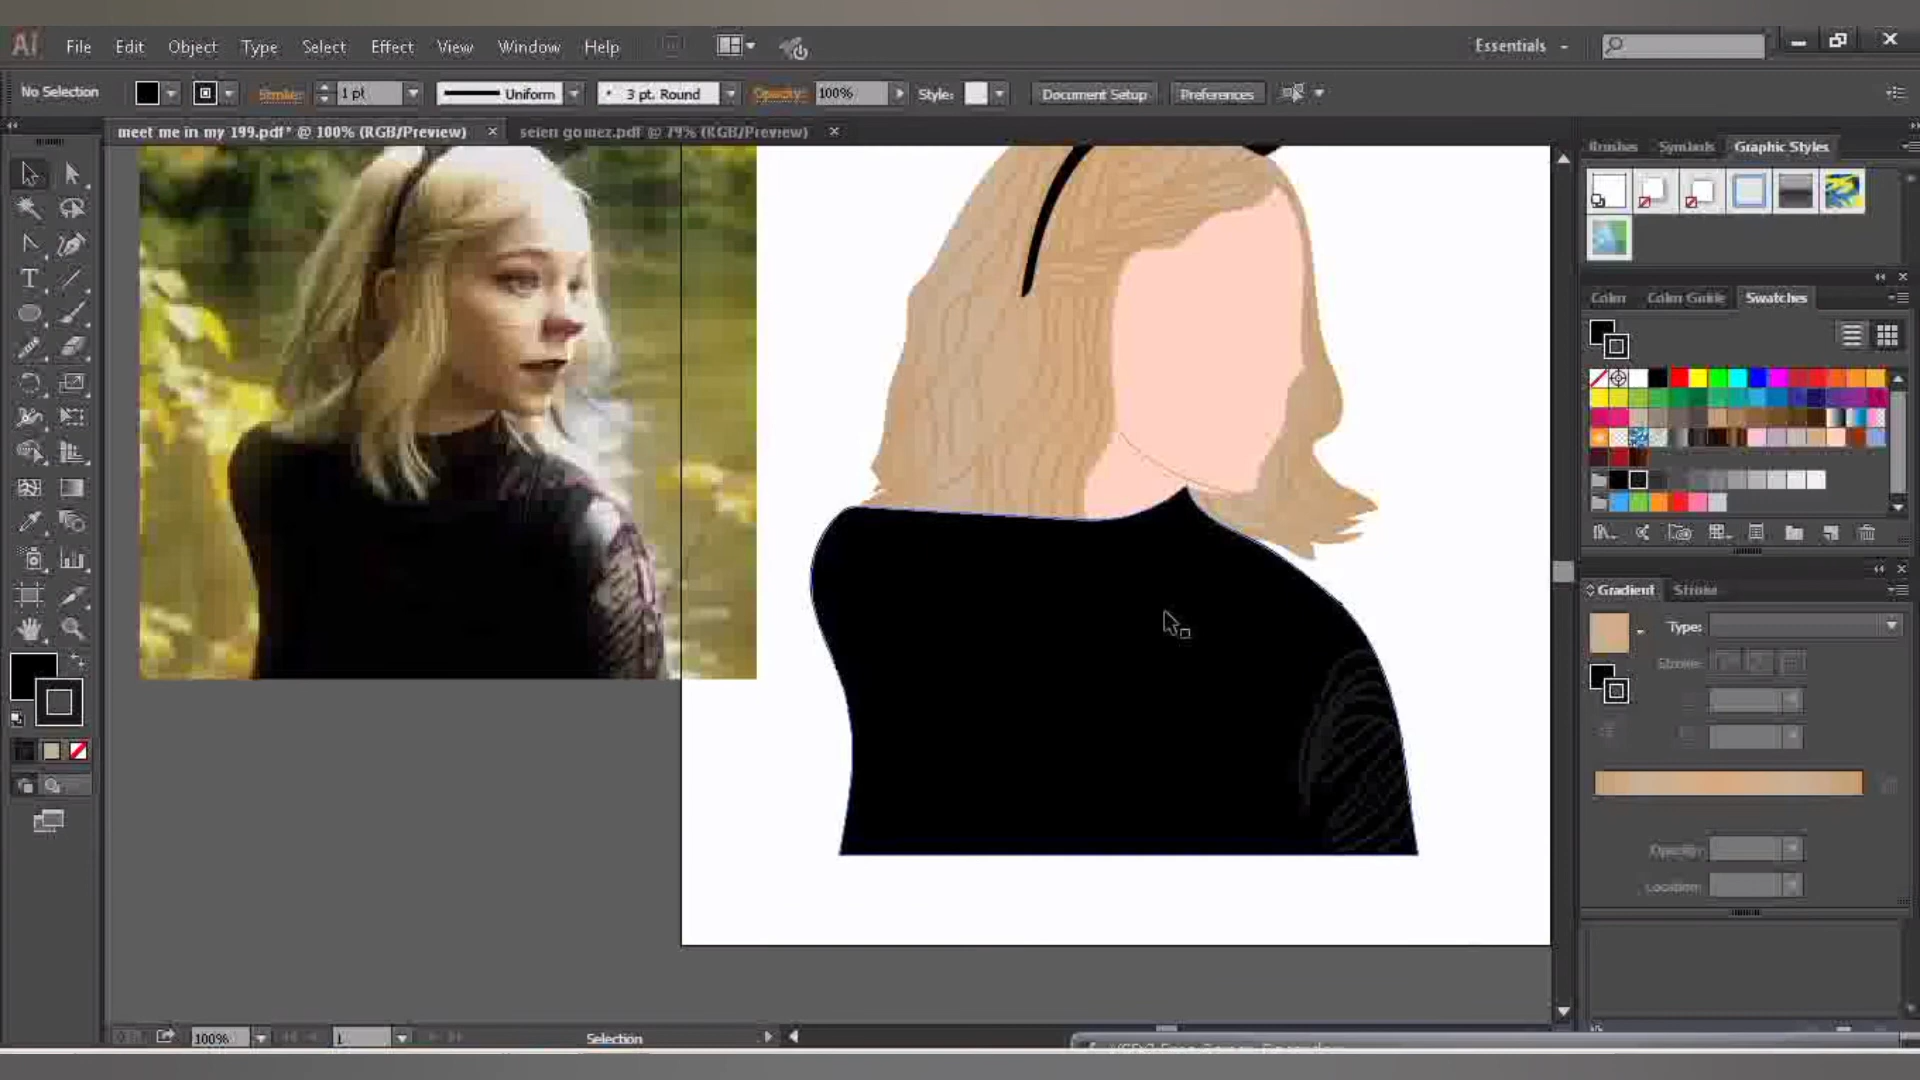 Ai File Edit Object Type Select Effect View Window Help Essentials
No Selection Stroke: 1 pt Uniform 3 pt. Round Opacity: 100% Style: Document Setup Preferences
meet me in my 199.pdf* @ 100% (RGB/Preview) selen gomez.pdf @ 79% (RGB/Preview)
Brushes Symbols Graphic Styles
Color Color Guide Swatches
Gradient Stroke
Type:
Stroke:
Opacity:
Location:
100% 1 Selection